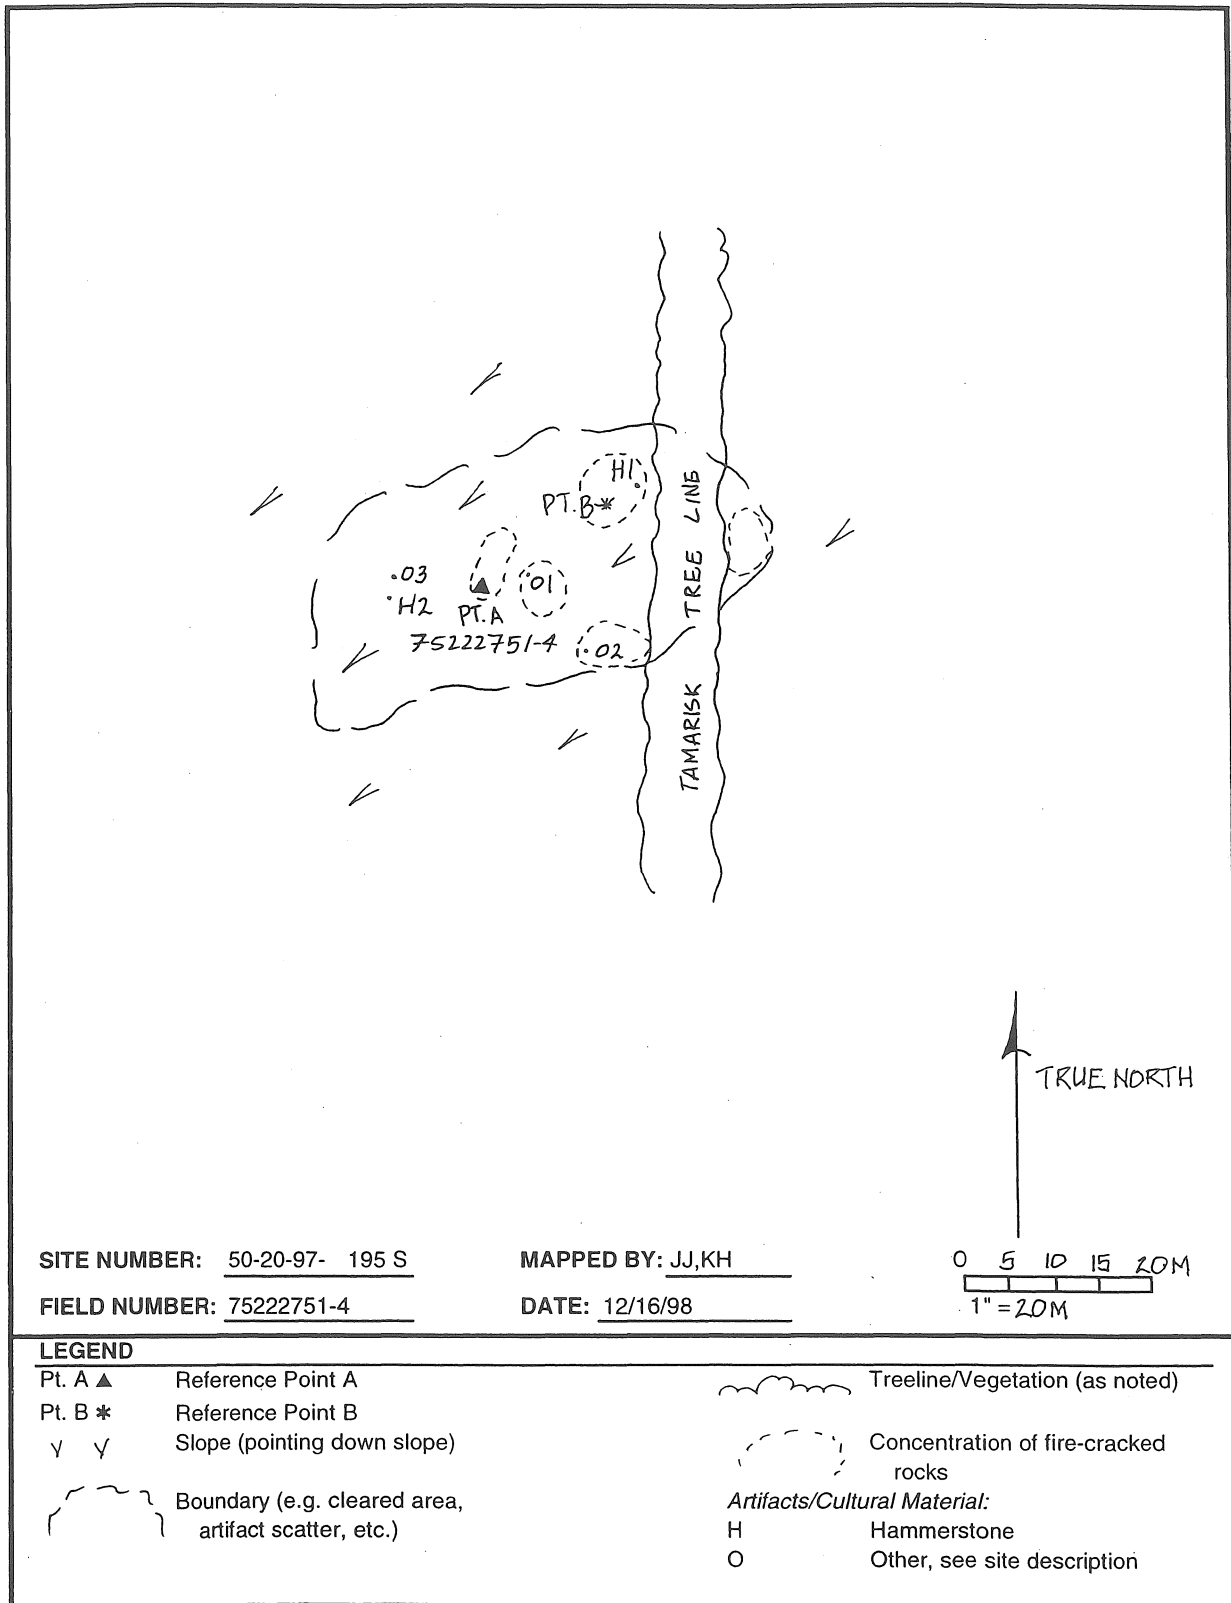 H1
PT.B
TAMARISK TREE LINE
.03
.H2
01
PT.A
75222751-4
.02
TRUE NORTH
SITE NUMBER: 50-20-97- 195 S
MAPPED BY: JJ,KH
FIELD NUMBER: 75222751-4
DATE: 12/16/98
0 5 10 15 20M
1" = 20M
LEGEND
Pt. A ▲ Reference Point A
Pt. B * Reference Point B
Slope (pointing down slope)
Boundary (e.g. cleared area,
artifact scatter, etc.)
Treeline/Vegetation (as noted)
Concentration of fire-cracked
rocks
Artifacts/Cultural Material:
H Hammerstone
O Other, see site description